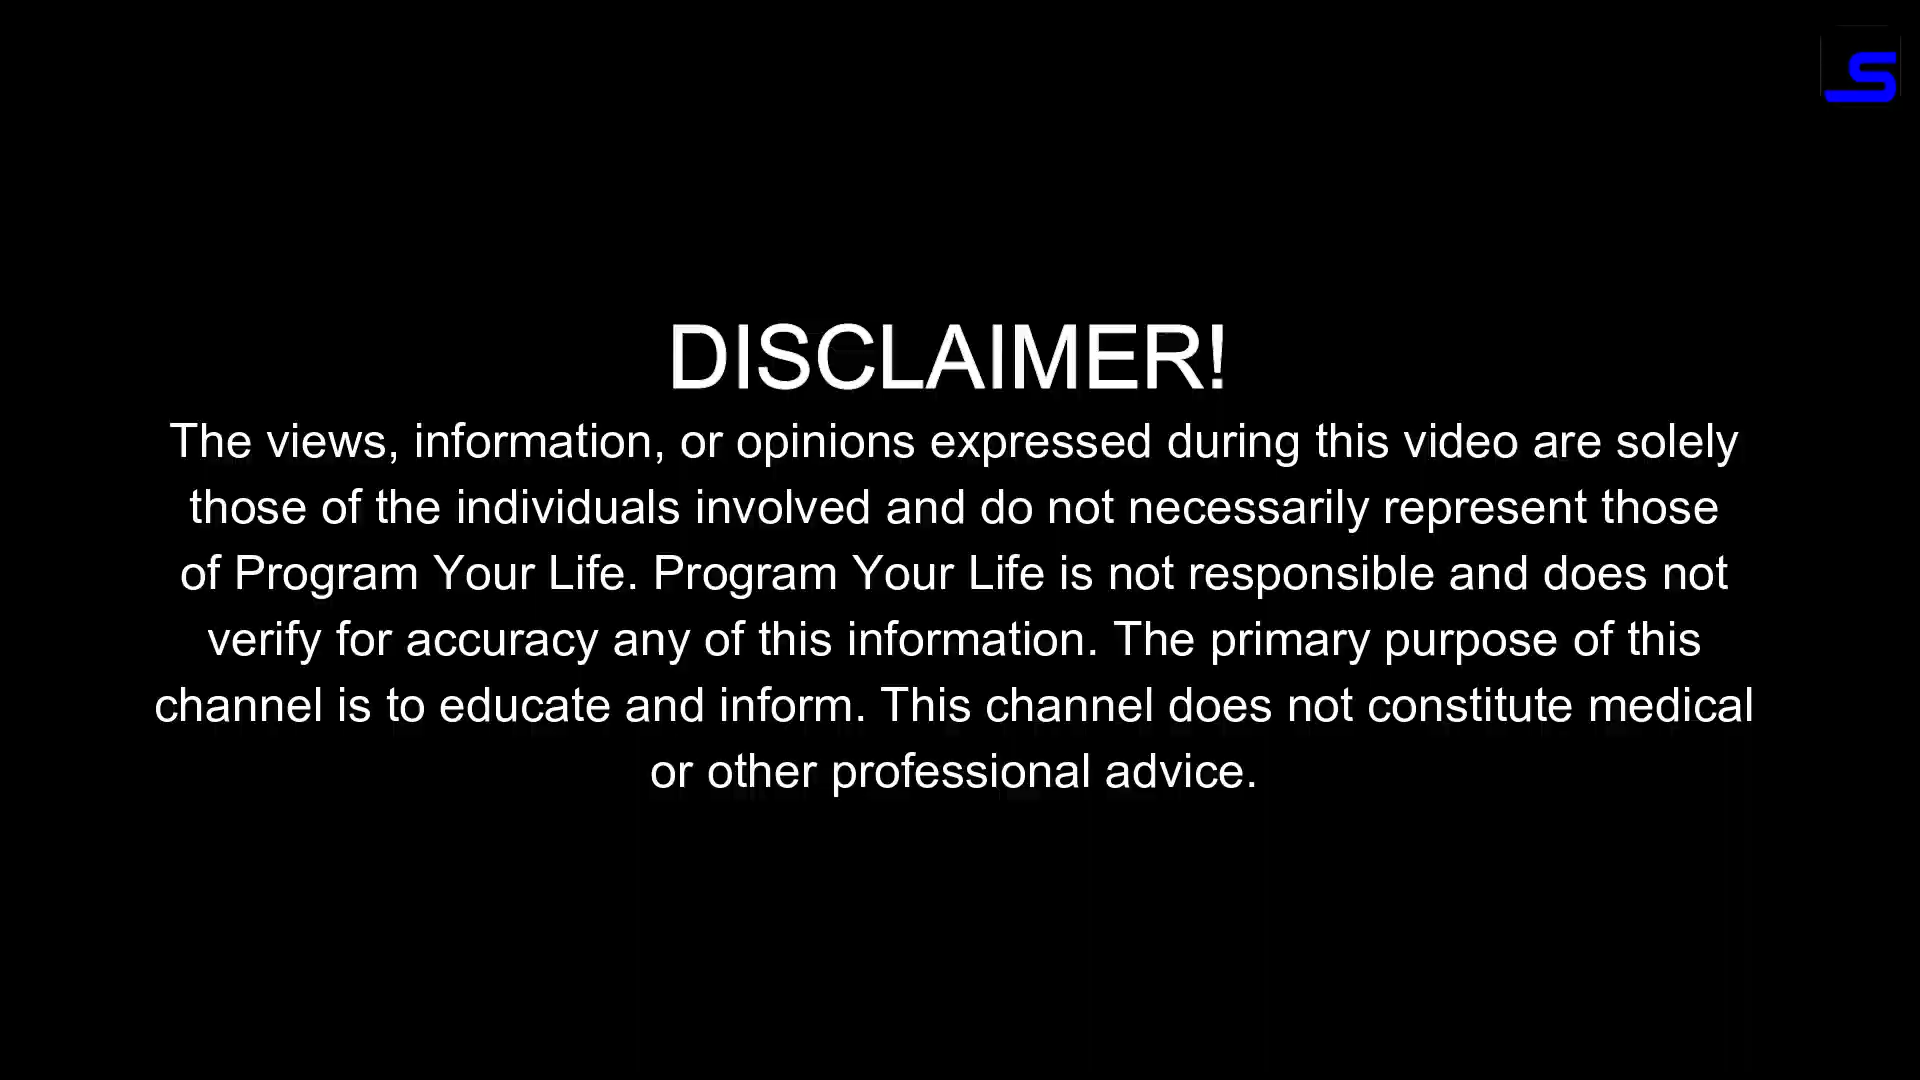 S
DISCLAIMER!
The views, information, or opinions expressed during this video are solely
those of the individuals involved and do not necessarily represent those
of Program Your Life. Program Your Life is not responsible and does not
verify for accuracy any of this information. The primary purpose of this
channel is to educate and inform. This channel does not constitute medical
or other professional advice.